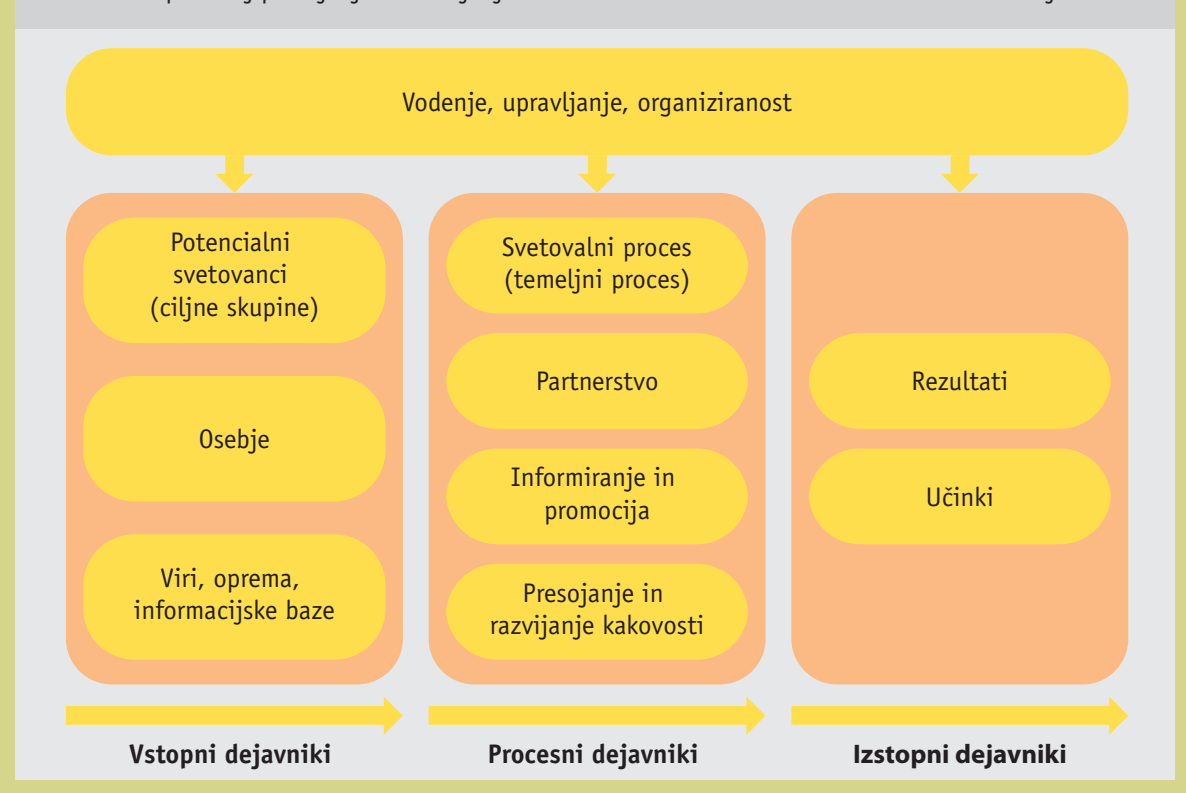 Vodenje, upravljanje, organiziranost
Potencialni
svetovanci
(ciljne skupine)
Osebje
Viri, oprema,
informacijske baze
Svetovalni proces
(temeljni proces)
Partnerstvo
Informiranje in
promocija
Presojanje in
razvijanje kakovosti
Rezultati
Učinki
Vstopni dejavniki
Procesni dejavniki
Izstopni dejavniki